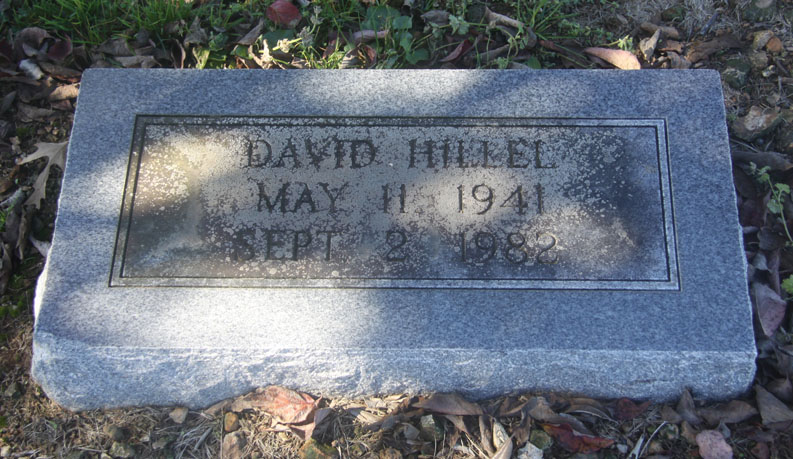 DAVID HILLEL
MAY 11 1941
SEPT 2 1982